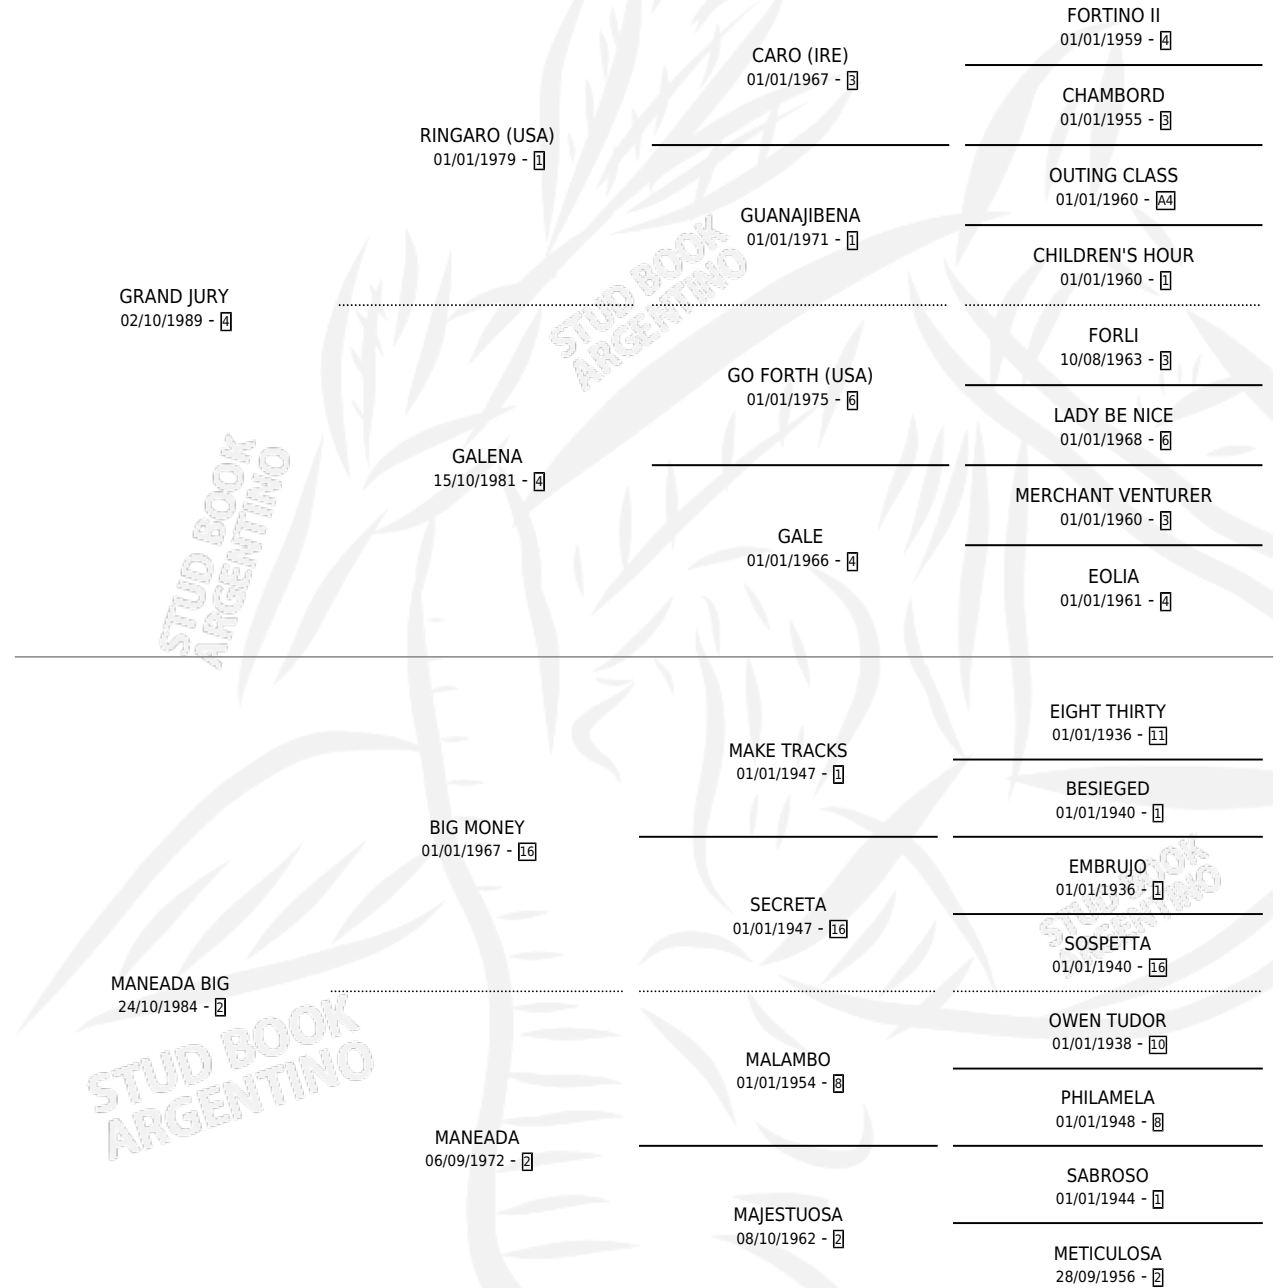 FORTINO II
01/01/1959 - 4
CARO (IRE)
01/01/1967 - 3
CHAMBORD
01/01/1955 - 3
RINGARO (USA)
01/01/1979 - 1
OUTING CLASS
01/01/1960 - A4
GUANAJIBENA
01/01/1971 - 1
CHILDREN'S HOUR
01/01/1960 - 1
GRAND JURY
02/10/1989 - 4
FORLI
10/08/1963 - 3
GO FORTH (USA)
01/01/1975 - 6
LADY BE NICE
01/01/1968 - 6
GALENA
15/10/1981 - 4
MERCHANT VENTURER
01/01/1960 - 3
GALE
01/01/1966 - 4
EOLIA
01/01/1961 - 4
EIGHT THIRTY
01/01/1936 - 11
MAKE TRACKS
01/01/1947 - 1
BESIEGED
01/01/1940 - 1
BIG MONEY
01/01/1967 - 16
EMBRUJO
01/01/1936 - 1
SECRETA
01/01/1947 - 16
SOSPETTA
01/01/1940 - 16
MANEADA BIG
24/10/1984 - 2
OWEN TUDOR
01/01/1938 - 10
MALAMBO
01/01/1954 - 8
PHILAMELA
01/01/1948 - 8
MANEADA
06/09/1972 - 2
SABROSO
01/01/1944 - 1
MAJESTUOSA
08/10/1962 - 2
METICULOSA
28/09/1956 - 2
STUD BOOK
ARGENTINO
STUD BOOK
ARGENTINO
STUD BOOK
ARGENTINO
STUD BOOK
ARGENTINO